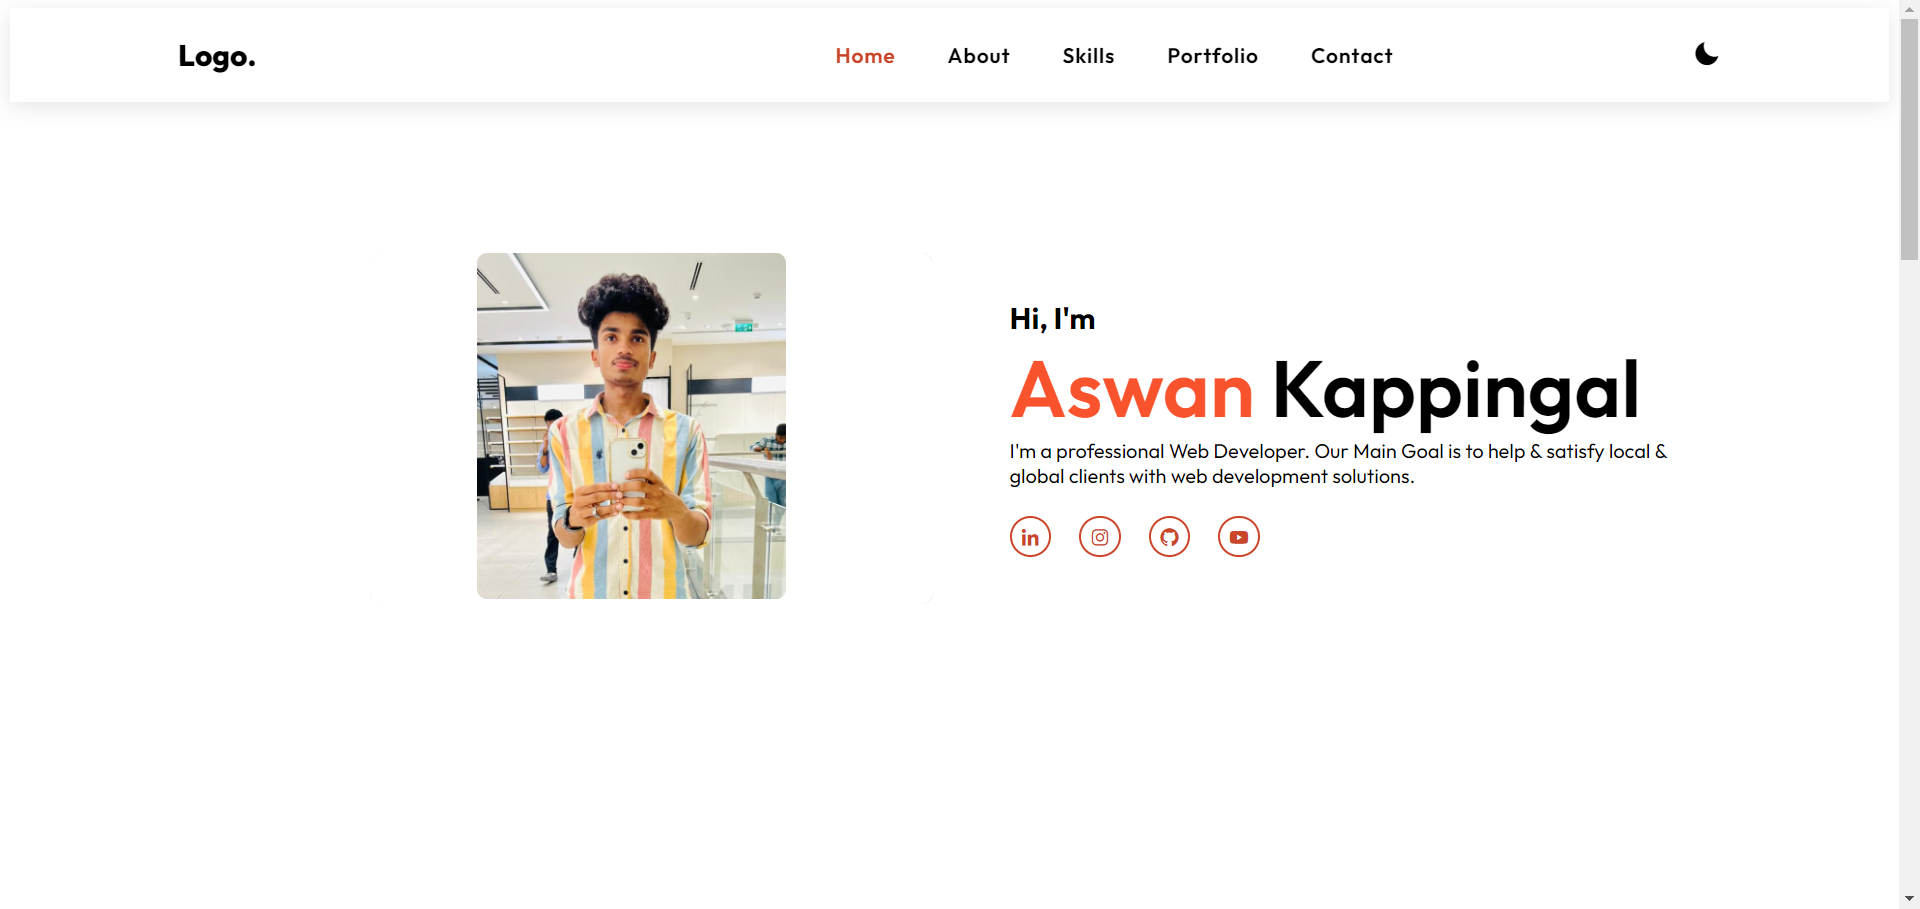 Logo.
Home About Skills Portfolio Contact
Hi, I'm
Aswan Kappingal
I'm a professional Web Developer. Our Main Goal is to help & satisfy local &
global clients with web development solutions.
in